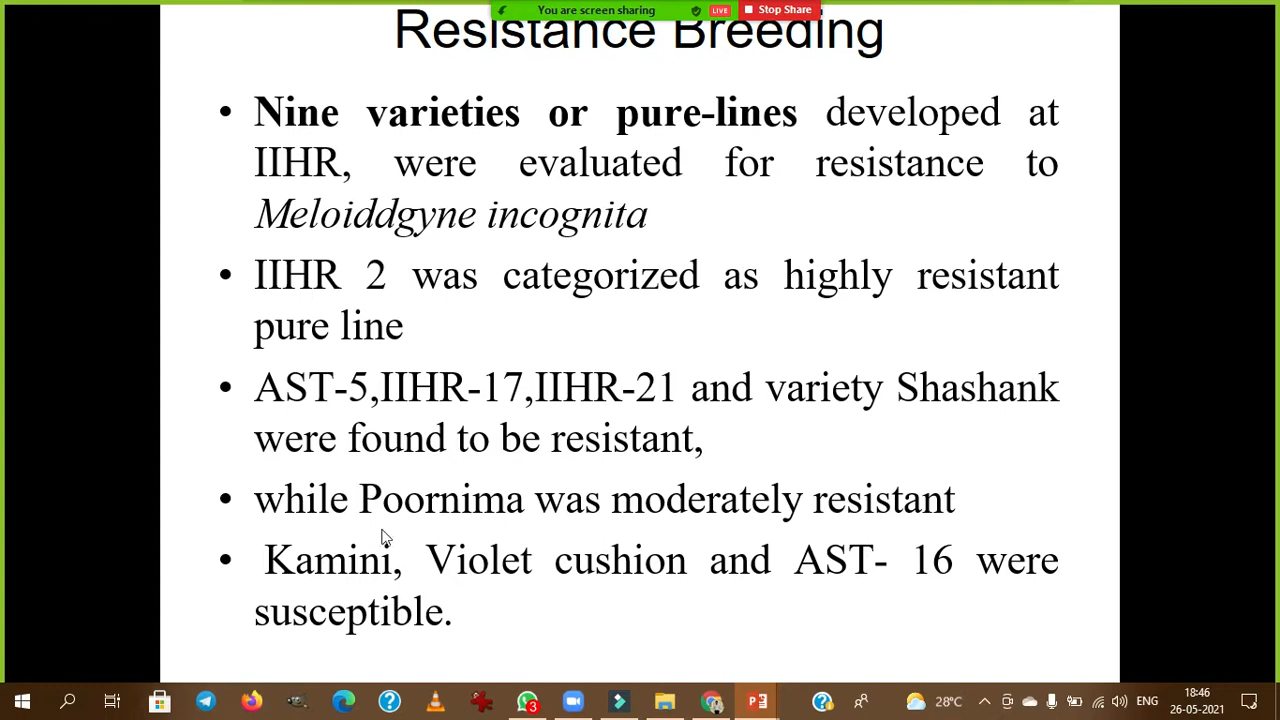 You are screen sharing LIVE Stop Share
Resistance Breeding
• Nine varieties or pure-lines developed at
IIHR, were evaluated for resistance to
Meloiddgyne incognita
• IIHR 2 was categorized as highly resistant
pure line
• AST-5,IIHR-17,IIHR-21 and variety Shashank
were found to be resistant,
• while Poornima was moderately resistant
• Kamini, Violet cushion and AST- 16 were
susceptible.
3
28°C
ENG
18:46
26-05-2021